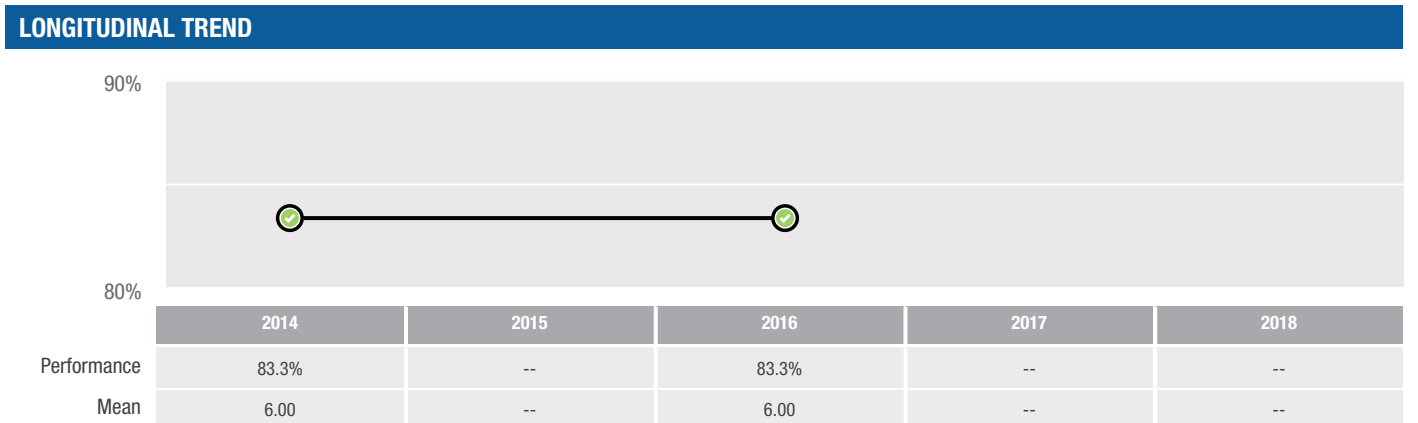 LONGITUDINAL TREND
90%
80%
2014 2015 2016 2017 2018
Performance 83.3% -- 83.3% -- --
Mean 6.00 -- 6.00 -- --